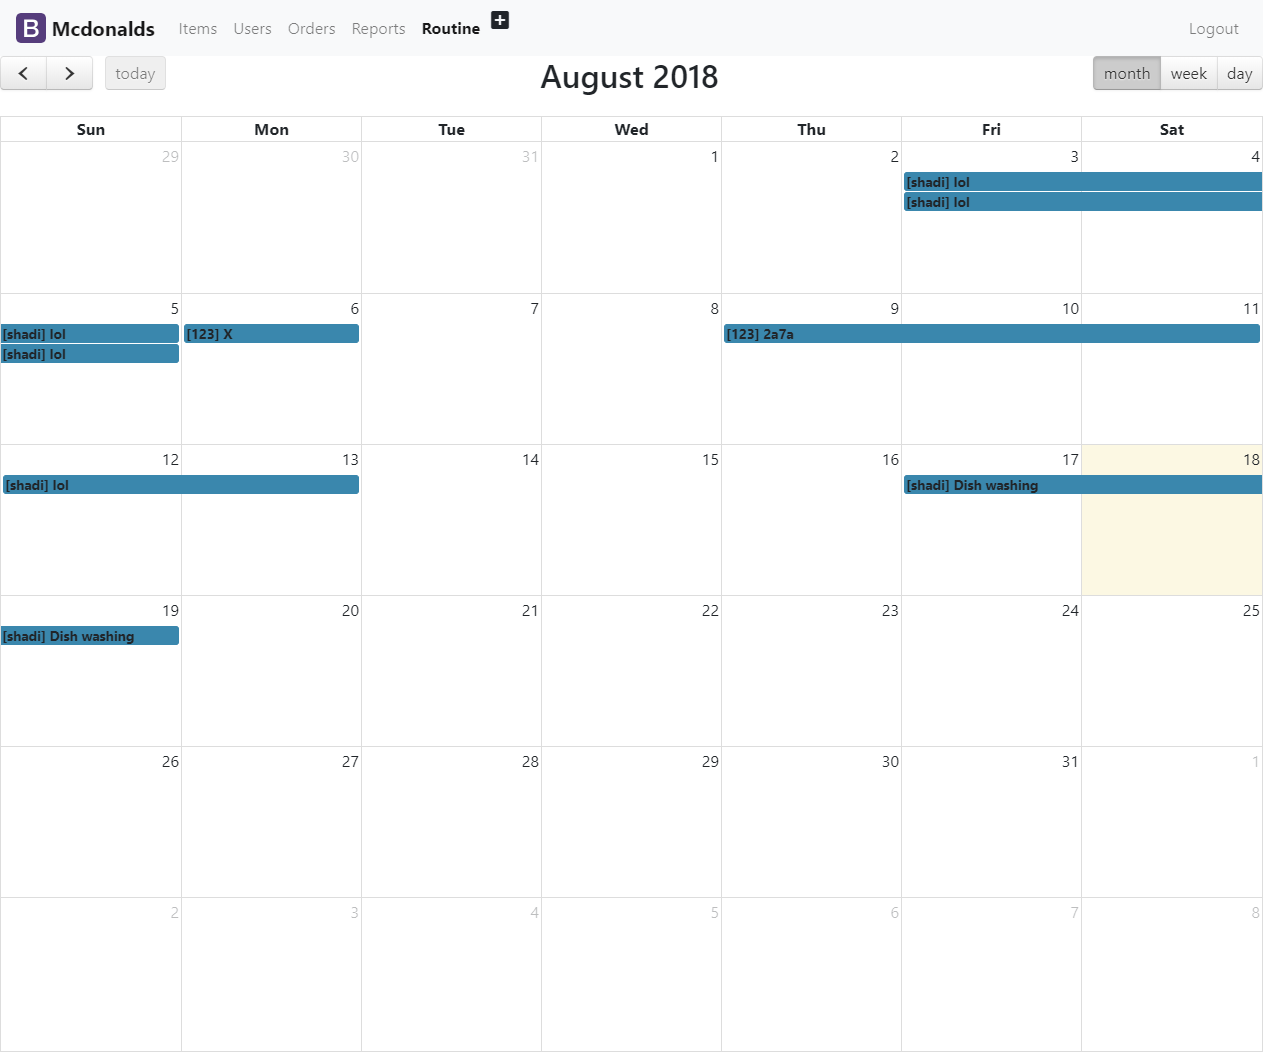 B Mcdonalds Items Users Orders Reports Routine Logout
today August 2018 month week day
Sun Mon Tue Wed Thu Fri Sat
29 30 31 1 2 3 4
[shadi] lol
[shadi] lol
5 6 7 8 9 10 11
[shadi] lol [123] X [123] 2a7a
[shadi] lol
12 13 14 15 16 17 18
[shadi] lol [shadi] Dish washing
19 20 21 22 23 24 25
[shadi] Dish washing
26 27 28 29 30 31 1
2 3 4 5 6 7 8